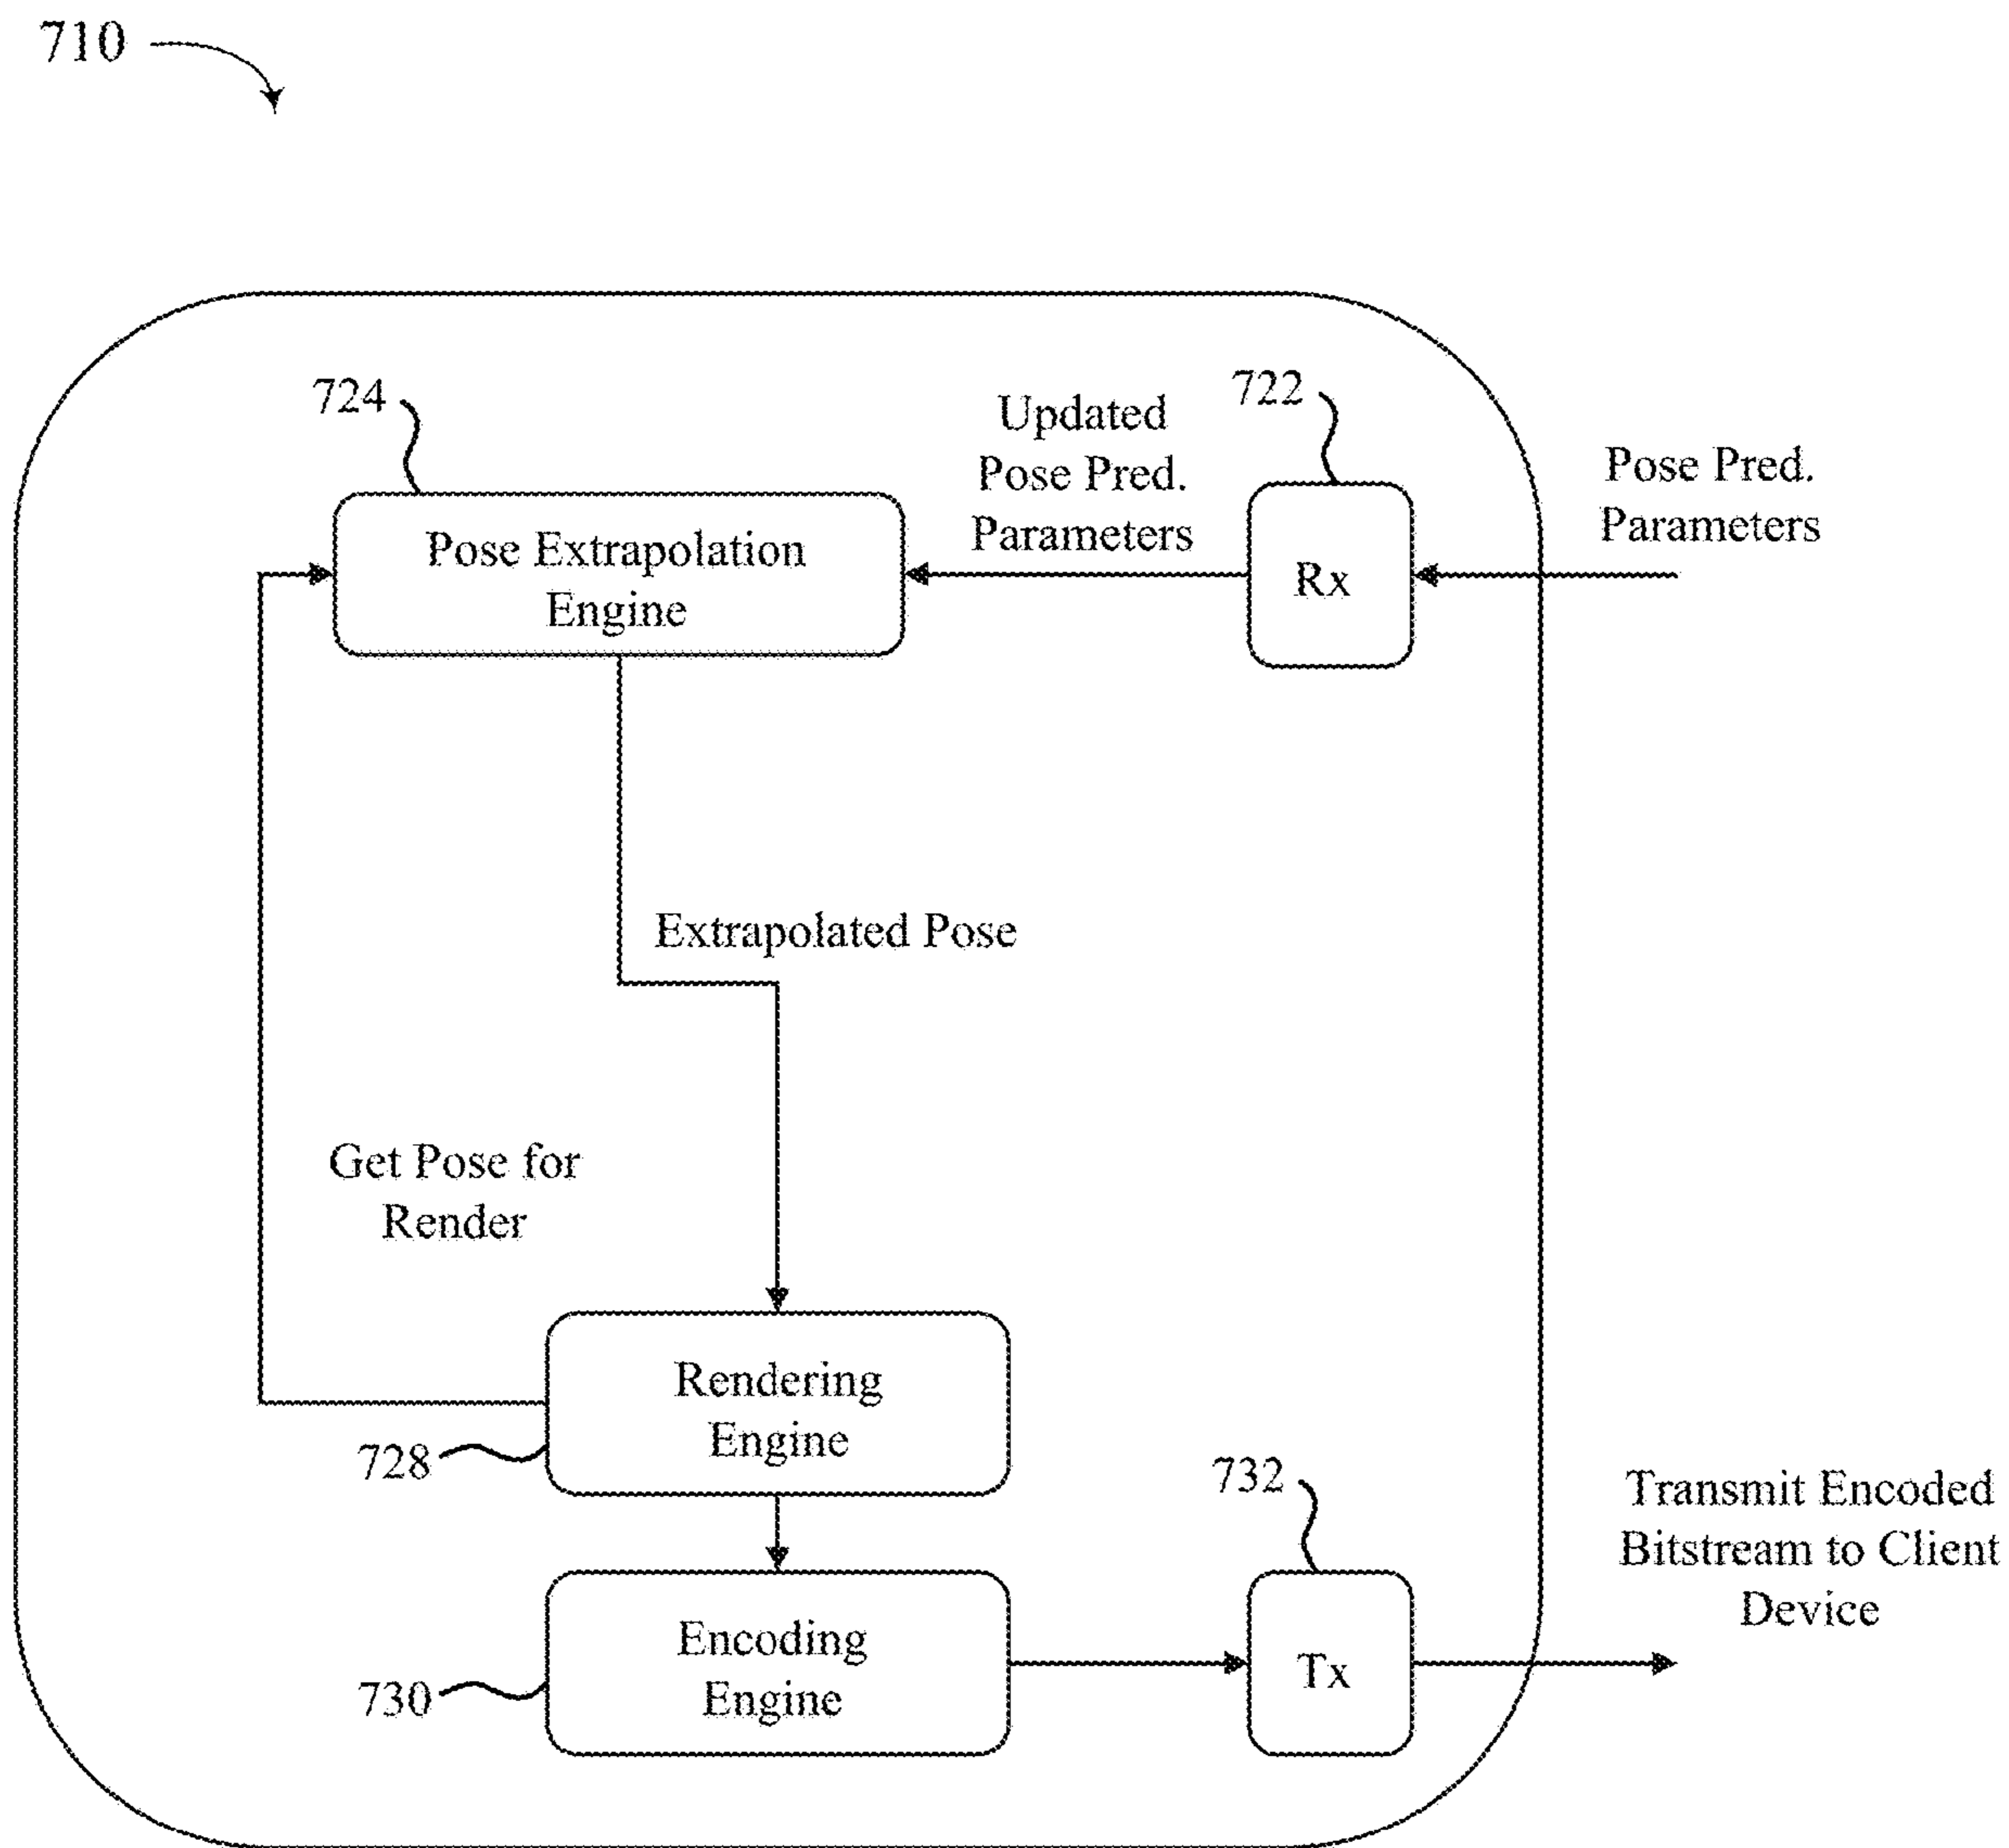 710
724
Updated
Pose Pred.
Parameters
722
Pose Pred.
Parameters
Pose Extrapolation
Engine
Rx
Extrapolated Pose
Get Pose for
Render
Rendering
Engine
728
732
Transmit Encoded
Bitstream to Client
Device
Encoding
Engine
730
Tx